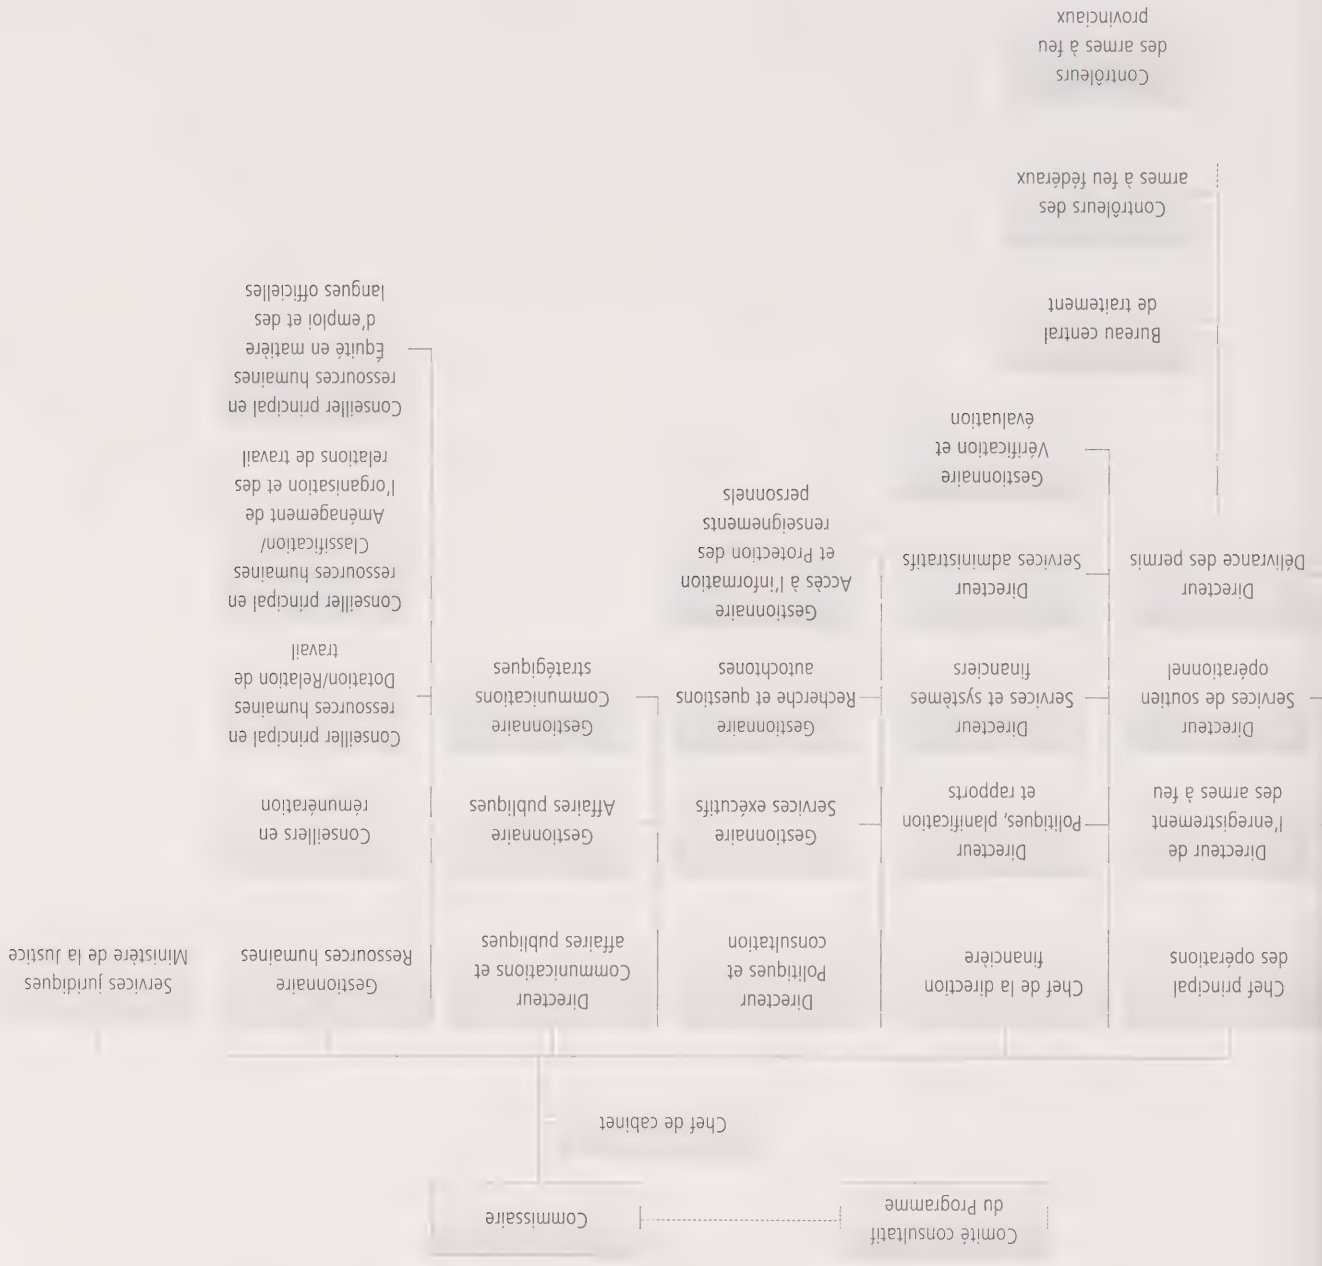 Comité consultatif
du Programme
Commissaire
Chef de cabinet
Chef principal
des opérations
Directeur de
l'enregistrement
des armes à feu
Directeur
Services de soutien
opérationnel
Directeur
Délivrance des permis
Bureau central
de traitement
Contrôleurs des
armes à feu fédéraux
Contrôleurs
des armes à feu
provinciaux
Chef de la direction
financière
Directeur
Politiques, planification
et rapports
Directeur
Services et systèmes
financiers
Directeur
Services administratifs
Gestionnaire
Vérification et
évaluation
Directeur
Politiques et
consultation
Gestionnaire
Services exécutifs
Gestionnaire
Recherche et questions
autochtones
Gestionnaire
Accès à l'information
et Protection des
renseignements
personnels
Directeur
Communications et
affaires publiques
Gestionnaire
Affaires publiques
Gestionnaire
Communications
stratégiques
Gestionnaire
Ressources humaines
Conseillers en
rémunération
Conseiller principal en
ressources humaines
Dotation/Relation de
travail
Conseiller principal en
ressources humaines
Classification/
Aménagement de
l'organisation et des
relations de travail
Conseiller principal en
ressources humaines
Équité en matière
d'emploi et des
langues officielles
Services juridiques
Ministère de la Justice